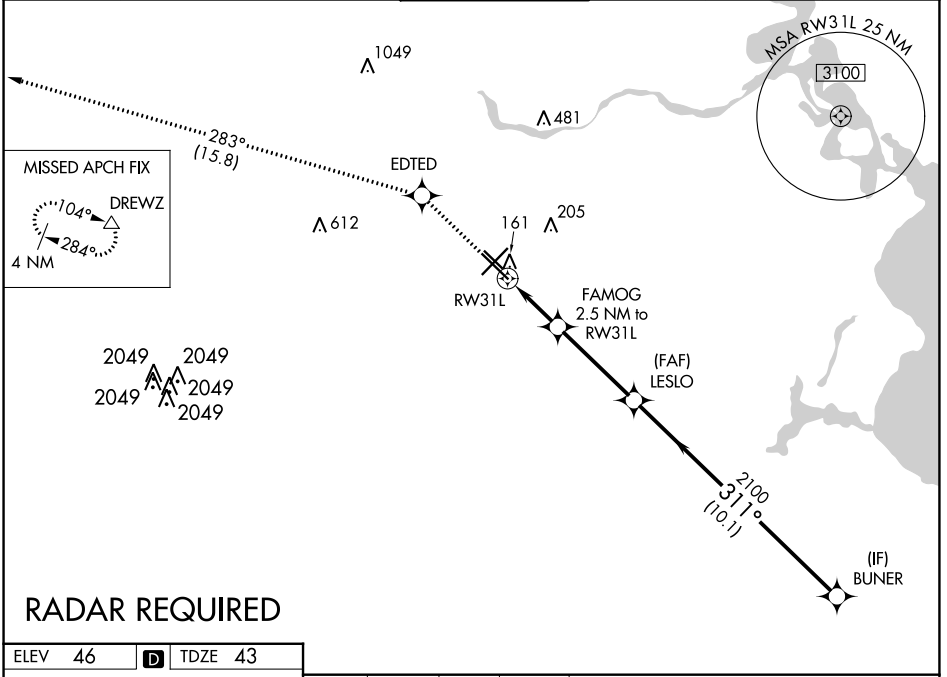 1049
MSA RW31L 25 NM
3100
481
283°
(15.8)
EDTED
MISSED APCH FIX
DREWZ
104°
284°
4 NM
612
161
205
RW31L
FAMOG
2.5 NM to
RW31L
(FAF)
LESLO
2049
2049
2049
2049
2049
2100
311°
(10.1)
(IF)
BUNER
RADAR REQUIRED
ELEV 46 D TDZE 43